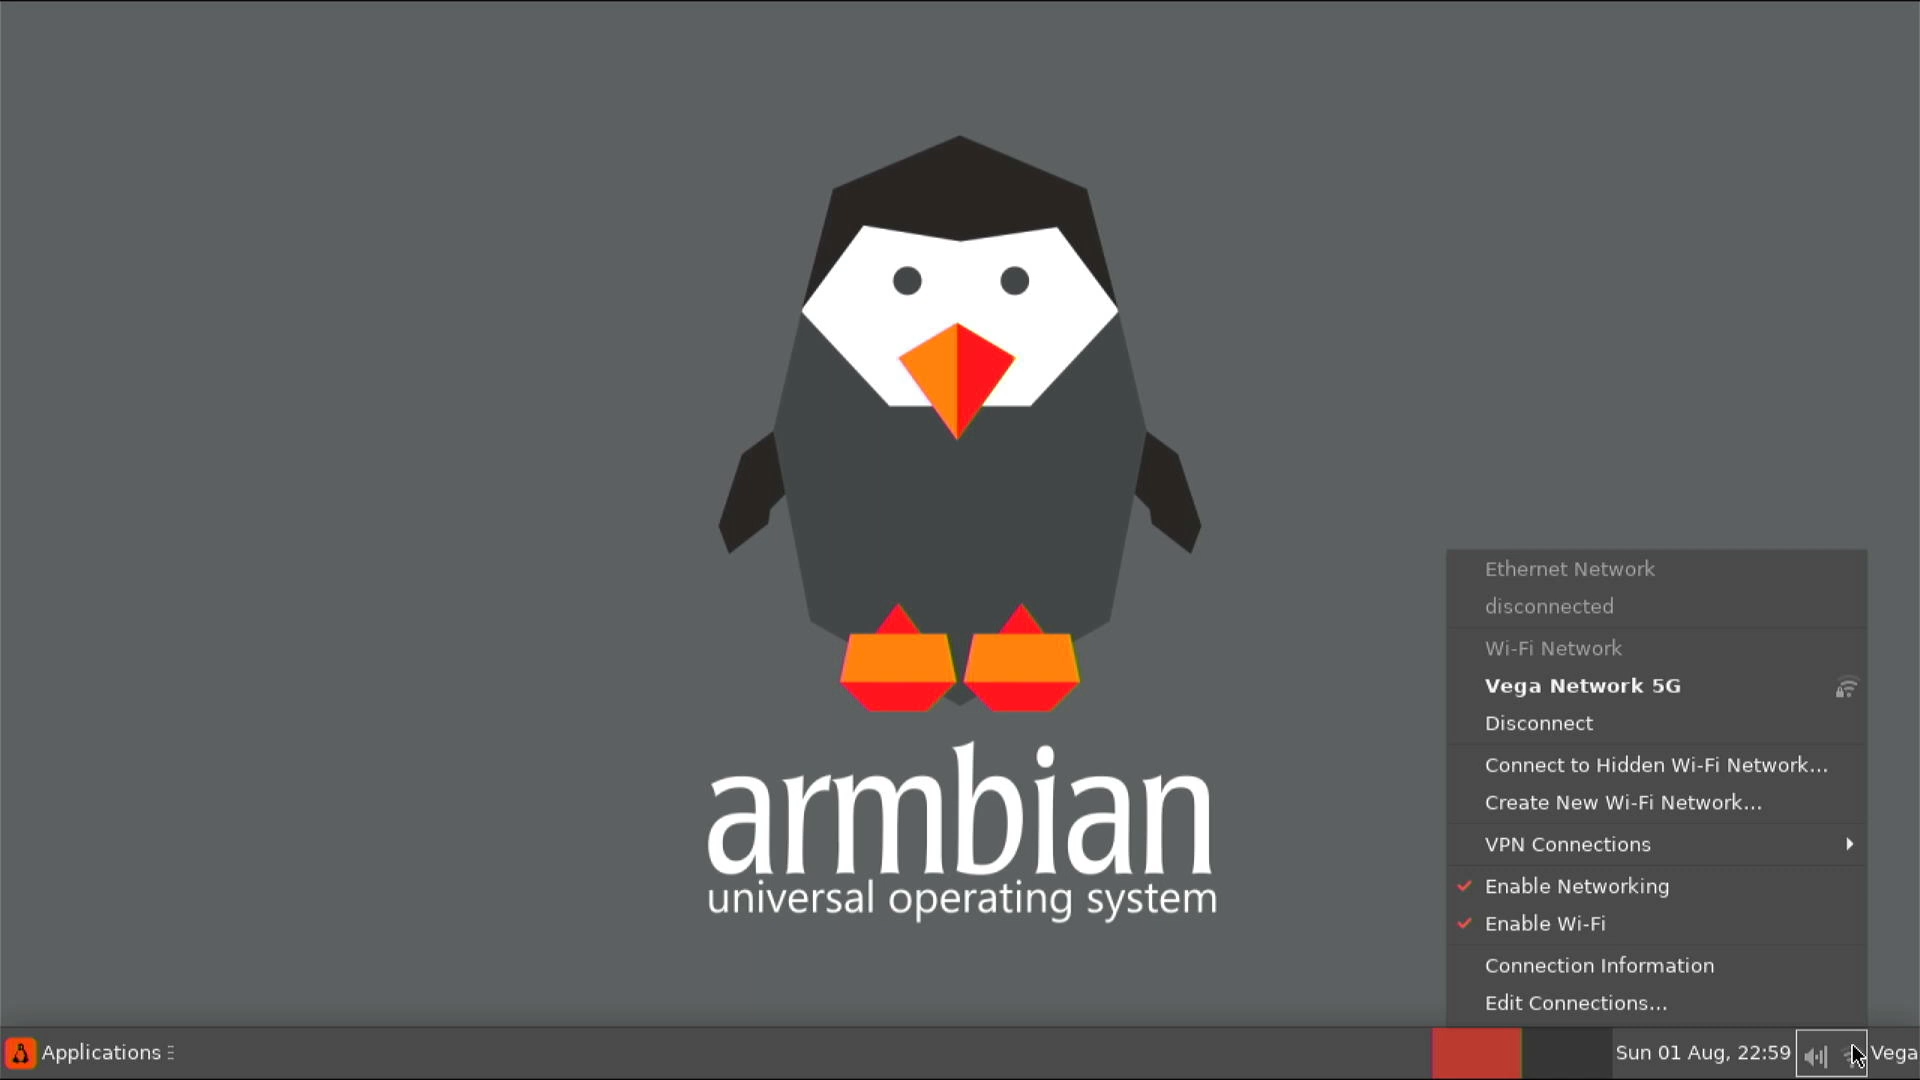 armbian
universal operating system
Ethernet Network
disconnected
Wi-Fi Network
Vega Network 5G
Disconnect
Connect to Hidden Wi-Fi Network...
Create New Wi-Fi Network...
VPN Connections
Enable Networking
Enable Wi-Fi
Connection Information
Edit Connections...
Applications
Sun 01 Aug, 22:59
Vega